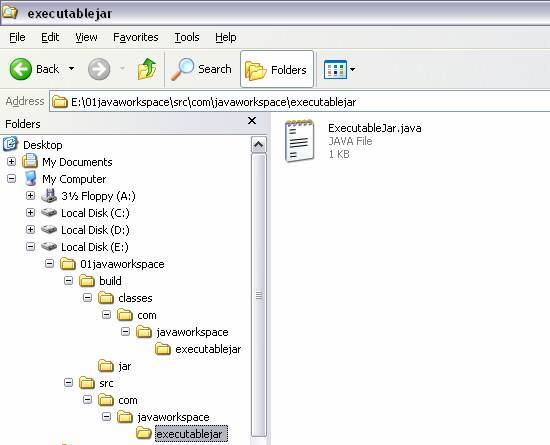 executablejar
File Edit View Favorites Tools Help
Back Search Folders
Address E:\01javaworkspace\src\com\javaworkspace\executablejar
Folders
Desktop
My Documents
My Computer
3½ Floppy (A:)
Local Disk (C:)
Local Disk (D:)
Local Disk (E:)
01javaworkspace
build
classes
com
javaworkspace
executablejar
jar
src
com
javaworkspace
executablejar
ExecutableJar.java
JAVA File
1 KB